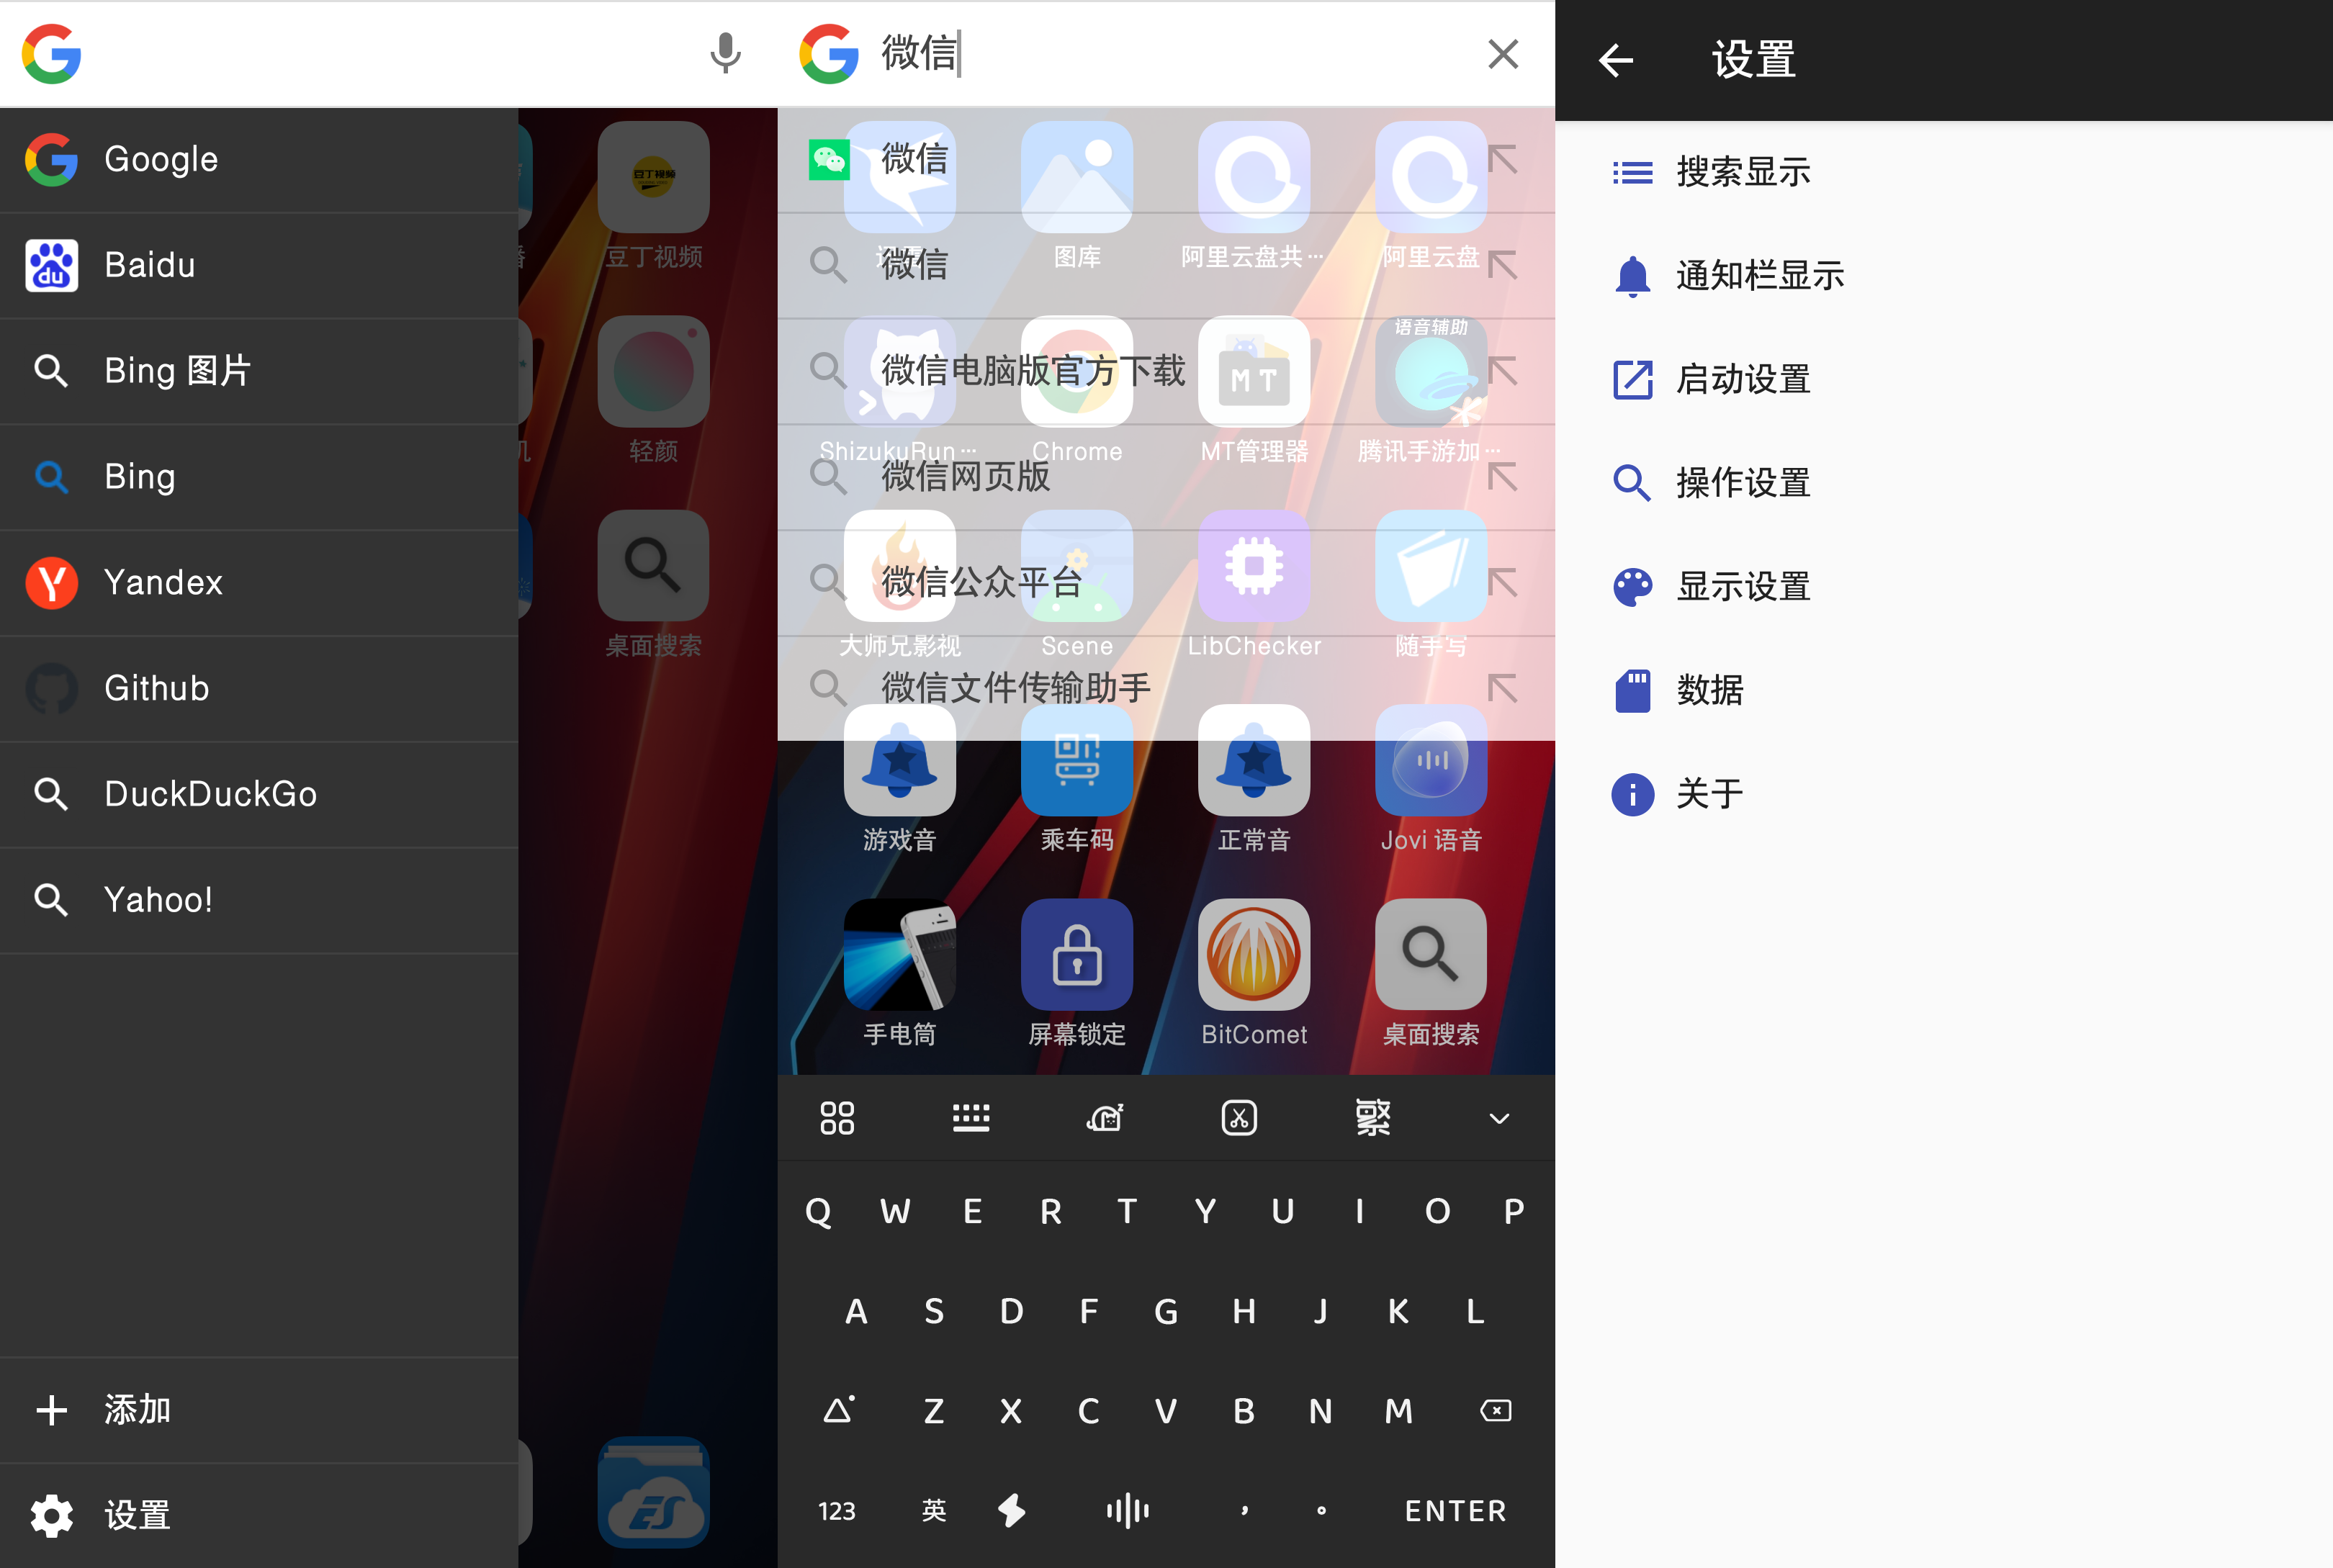 Google
Baidu
Bing 图片
Bing
Yandex
Github
DuckDuckGo
Yahoo!
添加
设置
豆丁视频
豆丁视频
轻颜
桌面搜索
ES
微信
微信
微信
微信电脑版官方下载
微信网页版
微信公众平台
微信文件传输助手
图库
阿里云盘共…
阿里云盘
语音辅助
MT
ShizukuRun…
Chrome
MT管理器
腾讯手游加…
大师兄影视
Scene
LibChecker
随手写
游戏音
乘车码
正常音
Jovi 语音
手电筒
屏幕锁定
BitComet
桌面搜索
繁
Q W E R T Y U I O P
A S D F G H J K L
Z X C V B N M
123 英 , 。 ENTER
设置
搜索显示
通知栏显示
启动设置
操作设置
显示设置
数据
关于